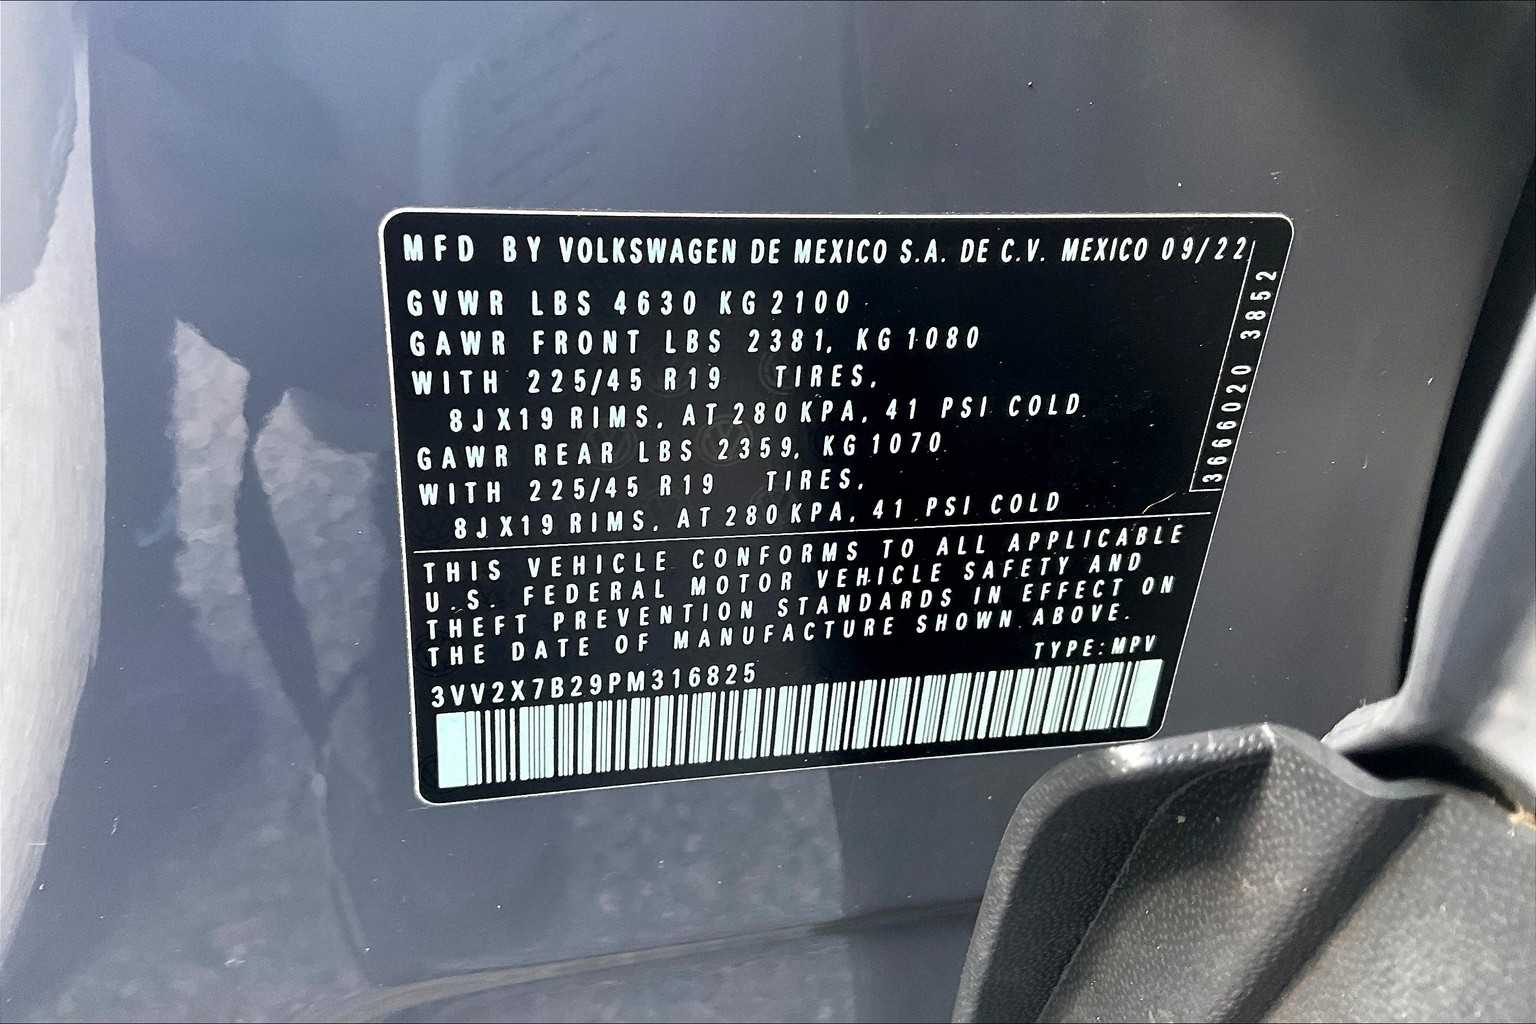 MFD BY VOLKSWAGEN DE MEXICO S.A. DE C.V. MEXICO 09/22
GVWR LBS 4630 KG 2100
GAWR FRONT LBS 2381, KG 1080
WITH 225/45 R19 TIRES,
8JX19 RIMS, AT 280 KPA, 41 PSI COLD
GAWR REAR LBS 2359, KG 1070
WITH 225/45 R19 TIRES,
8JX19 RIMS, AT 280 KPA, 41 PSI COLD
3666020 3852
THIS VEHICLE CONFORMS TO ALL APPLICABLE
U.S. FEDERAL MOTOR VEHICLE SAFETY AND
THEFT PREVENTION STANDARDS IN EFFECT ON
THE DATE OF MANUFACTURE SHOWN ABOVE.
TYPE: MPV
3VV2X7B29PM316825